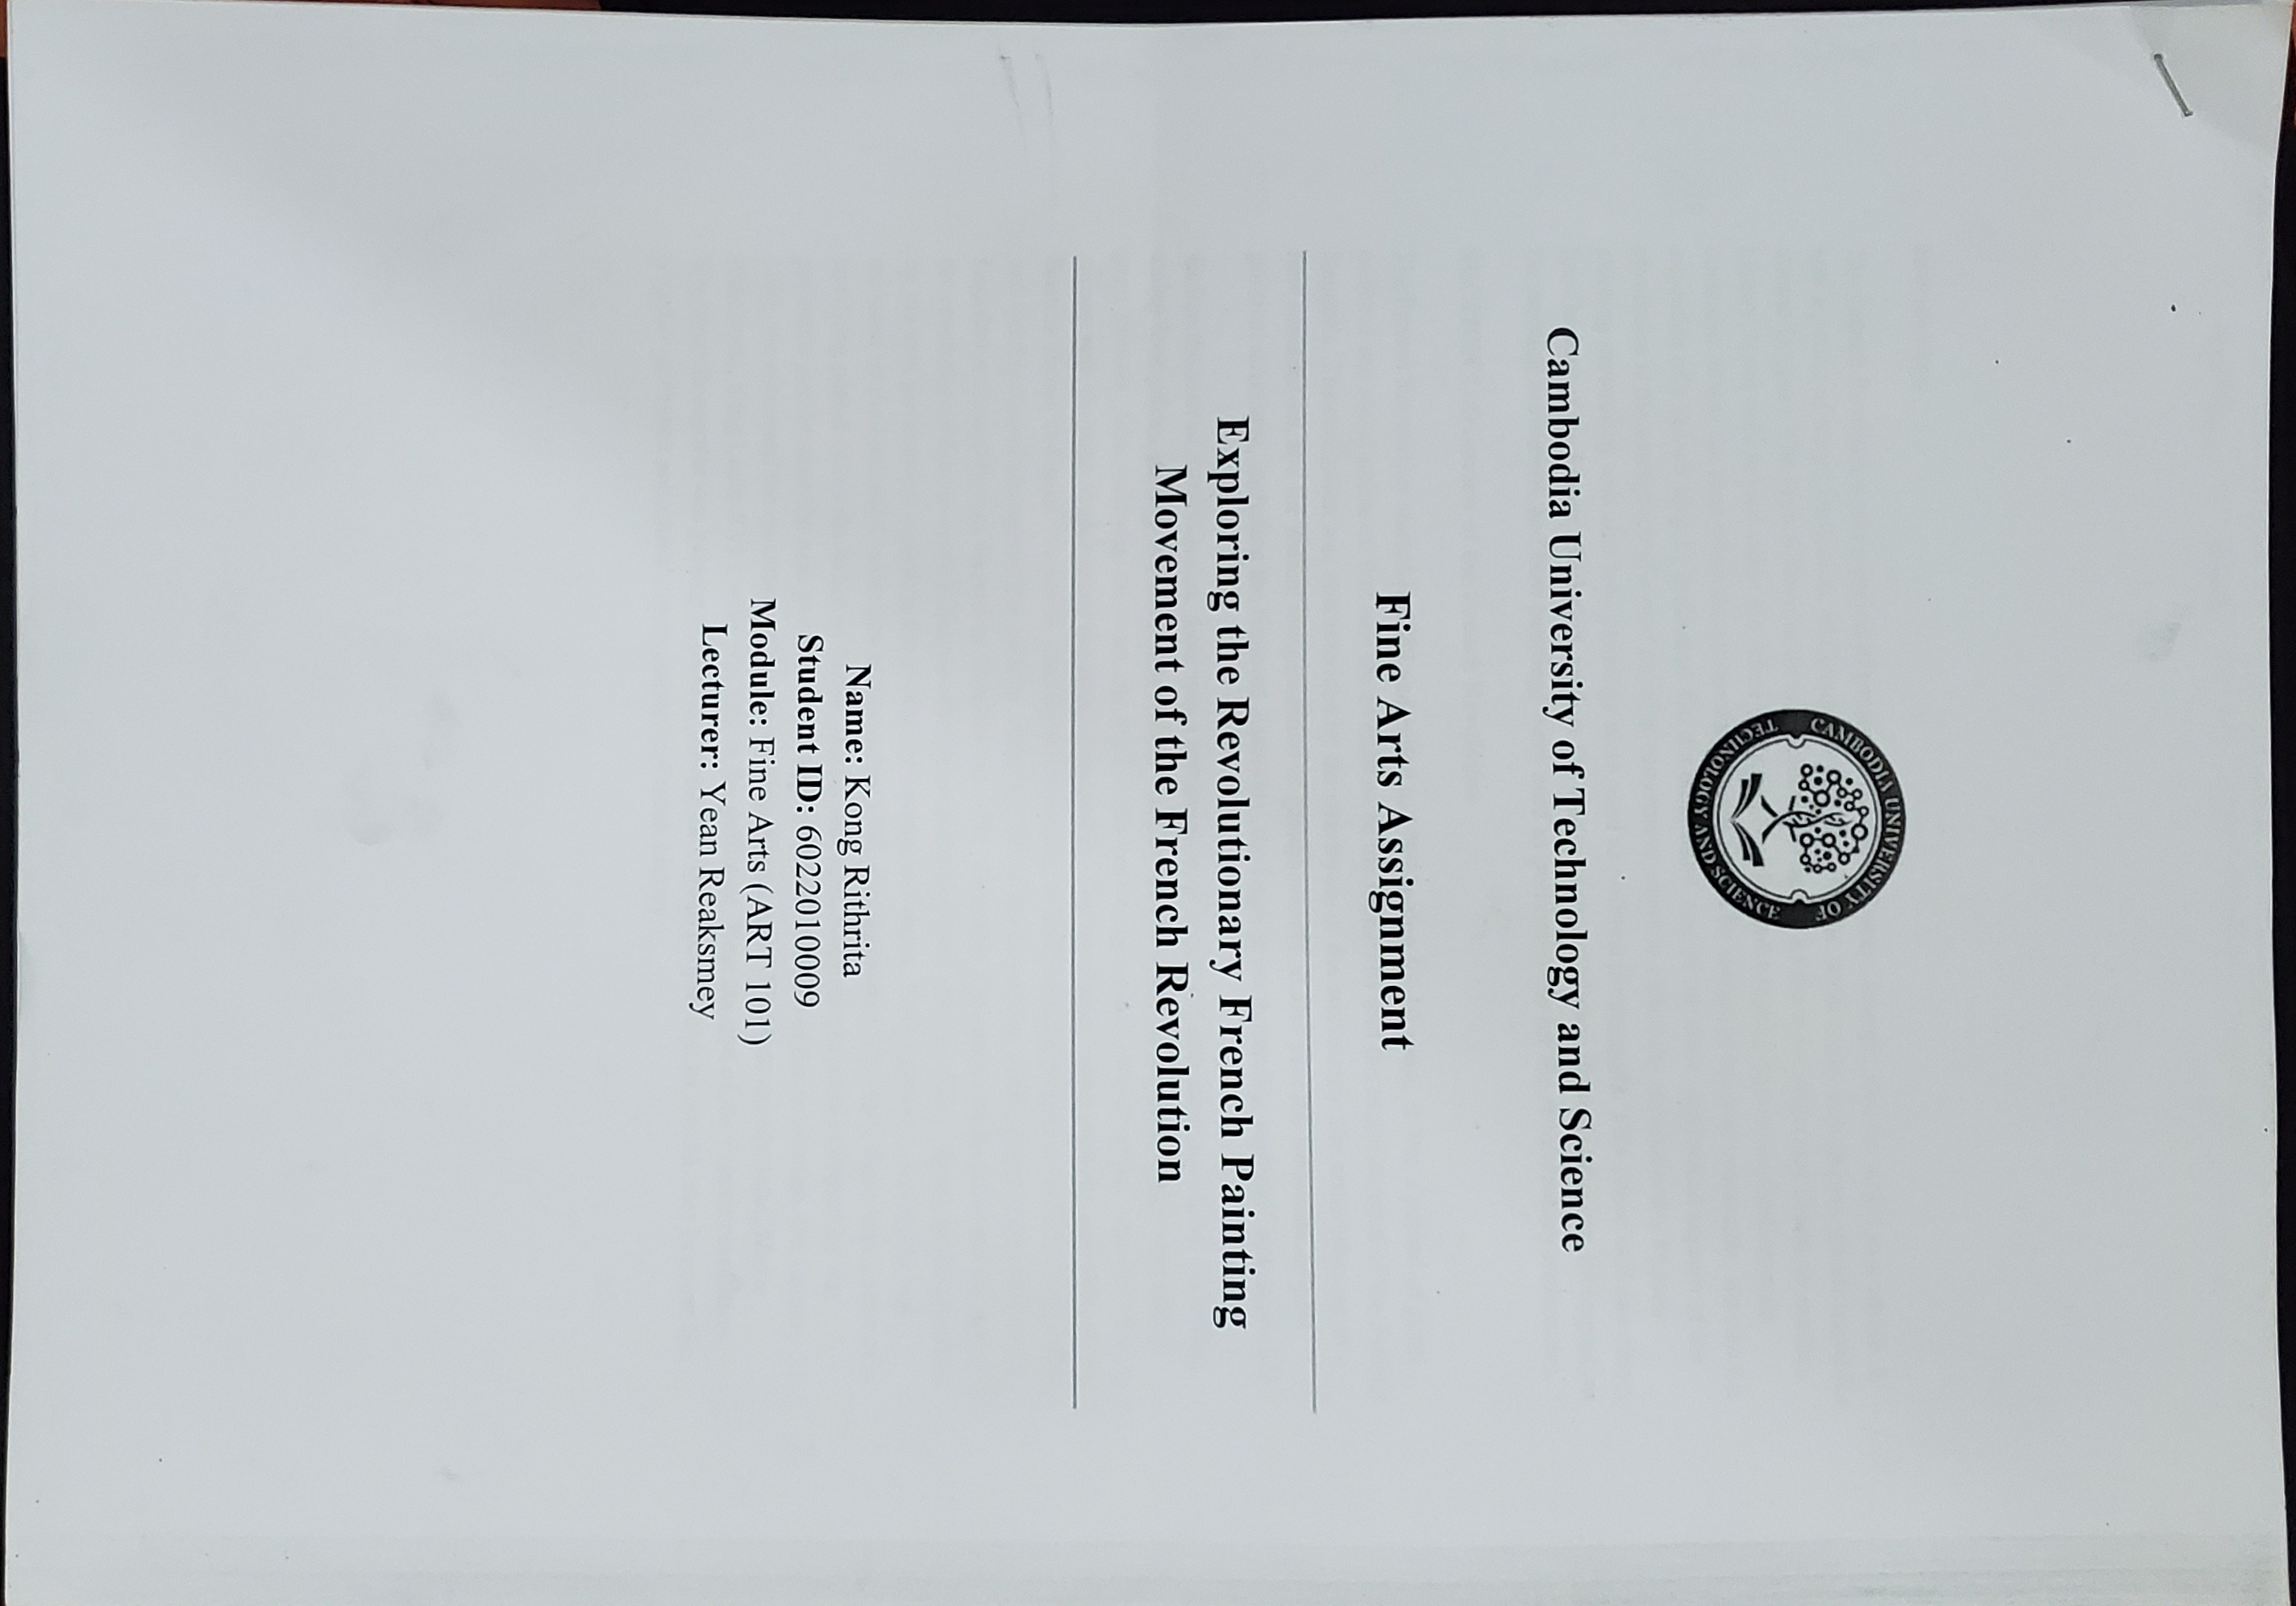 CAMBODIA UNIVERSITY OF
TECHNOLOGY AND SCIENCE
Cambodia University of Technology and Science
Fine Arts Assignment
Exploring the Revolutionary French Painting
Movement of the French Revolution
Name: Kong Rithrita
Student ID: 6022010009
Module: Fine Arts (ART 101)
Lecturer: Yean Reaksmey